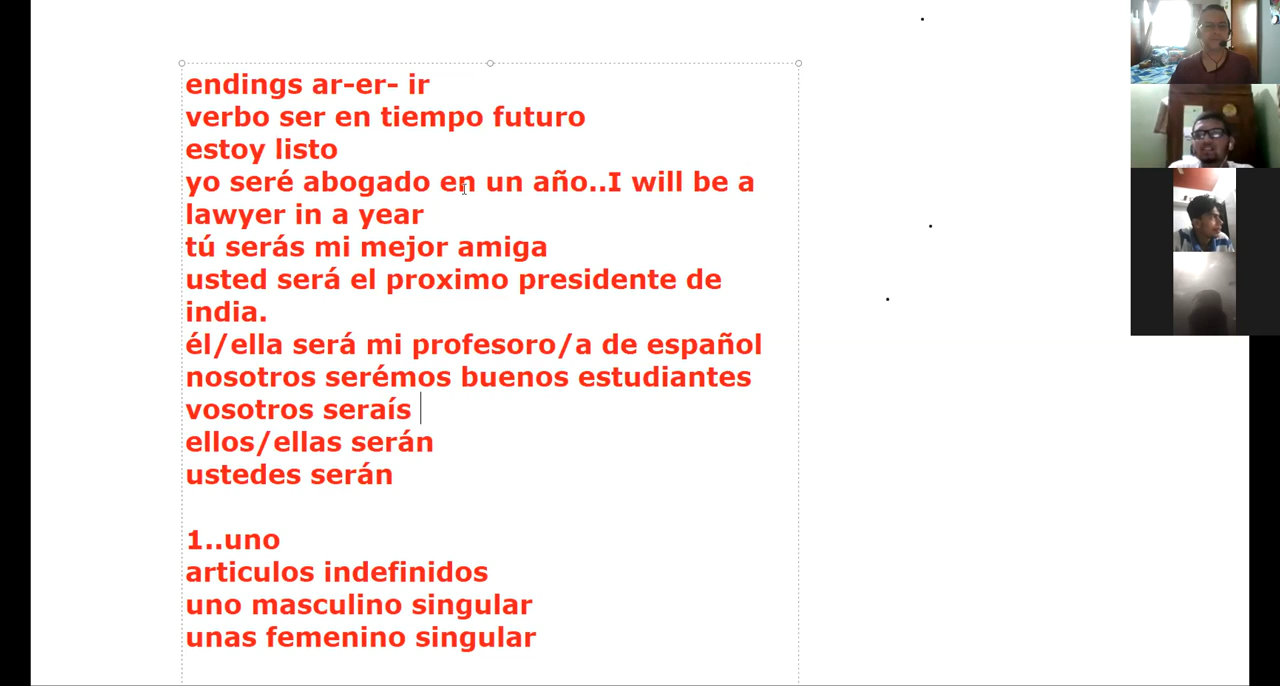 endings ar-er- ir
verbo ser en tiempo futuro
estoy listo
yo seré abogado en un año..I will be a
lawyer in a year
tú serás mi mejor amiga
usted será el proximo presidente de
india.
él/ella será mi profesoro/a de español
nosotros serémos buenos estudiantes
vosotros seraís
ellos/ellas serán
ustedes serán
1..uno
articulos indefinidos
uno masculino singular
unas femenino singular